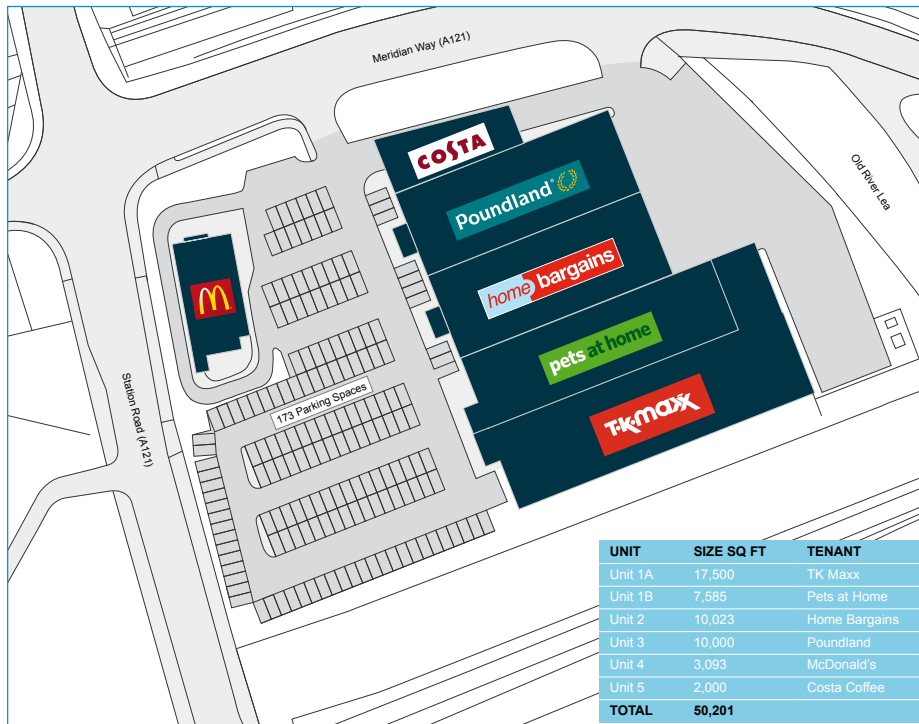 Meridian Way (A121)
COSTA
Old River Lea
Poundland
home bargains
pets at home
Station Road (A121)
173 Parking Spaces
T·K·maxx
UNIT SIZE SQ FT TENANT
Unit 1A 17,500 TK Maxx
Unit 1B 7,585 Pets at Home
Unit 2 10,023 Home Bargains
Unit 3 10,000 Poundland
Unit 4 3,093 McDonald's
Unit 5 2,000 Costa Coffee
TOTAL 50,201